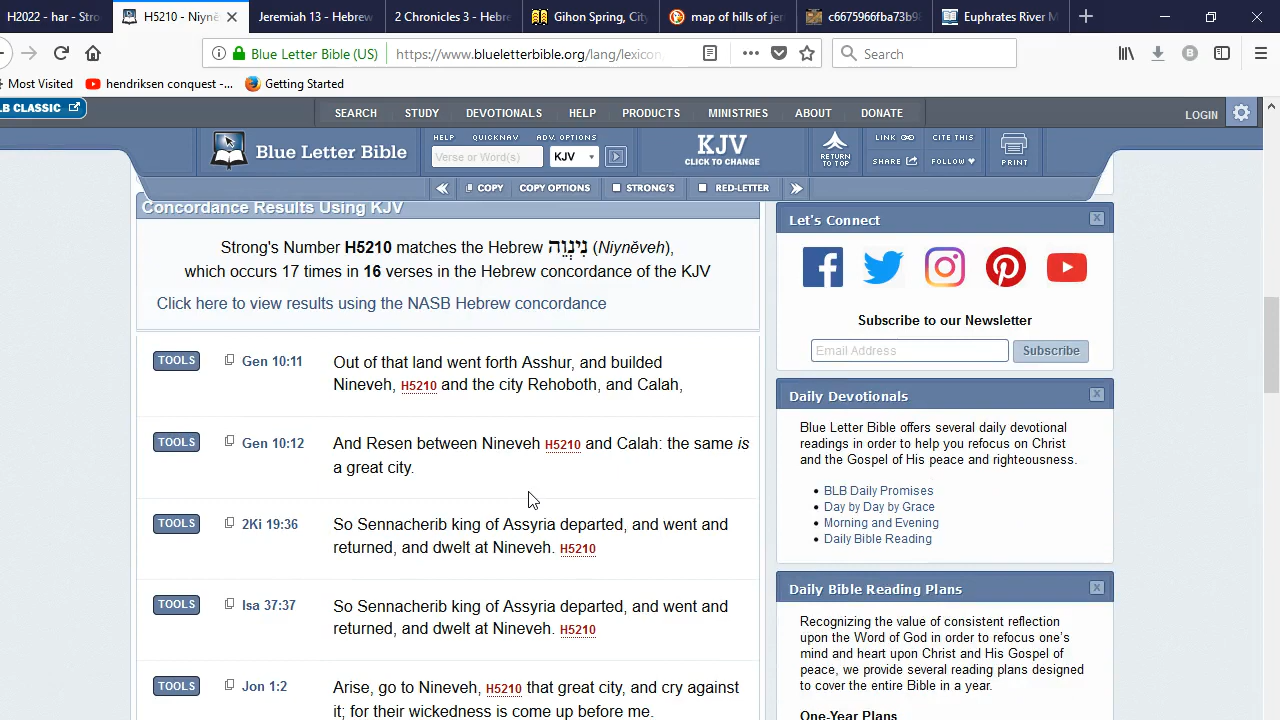 H2022 - har - Stro
H5210 - Niynĕ
Jeremiah 13 - Hebrew
2 Chronicles 3 - Hebr
Gihon Spring, City
map of hills of jer
c6675966fba73b98
Euphrates River M
Blue Letter Bible (US)
https://www.blueletterbible.org/lang/lexicon
Search
Most Visited
hendriksen conquest -...
Getting Started
LB CLASSIC
SEARCH STUDY DEVOTIONALS HELP PRODUCTS MINISTRIES ABOUT DONATE
LOGIN
Blue Letter Bible
HELP QUICKNAV ADV. OPTIONS
Verse or Word(s)
KJV
KJV
CLICK TO CHANGE
RETURN
TO TOP
LINK
CITE THIS
SHARE
FOLLOW
PRINT
COPY COPY OPTIONS STRONG'S RED-LETTER
Concordance Results Using KJV
Strong's Number H5210 matches the Hebrew נִינְוֵה (Niynĕveh),
which occurs 17 times in 16 verses in the Hebrew concordance of the KJV
Click here to view results using the NASB Hebrew concordance
TOOLS Gen 10:11 Out of that land went forth Asshur, and builded
Nineveh, H5210 and the city Rehoboth, and Calah,
TOOLS Gen 10:12 And Resen between Nineveh H5210 and Calah: the same is
a great city.
TOOLS 2Ki 19:36 So Sennacherib king of Assyria departed, and went and
returned, and dwelt at Nineveh. H5210
TOOLS Isa 37:37 So Sennacherib king of Assyria departed, and went and
returned, and dwelt at Nineveh. H5210
TOOLS Jon 1:2 Arise, go to Nineveh, H5210 that great city, and cry against
it; for their wickedness is come up before me.
Let's Connect
Subscribe to our Newsletter
Email Address
Subscribe
Daily Devotionals
Blue Letter Bible offers several daily devotional
readings in order to help you refocus on Christ
and the Gospel of His peace and righteousness.
BLB Daily Promises
Day by Day by Grace
Morning and Evening
Daily Bible Reading
Daily Bible Reading Plans
Recognizing the value of consistent reflection
upon the Word of God in order to refocus one's
mind and heart upon Christ and His Gospel of
peace, we provide several reading plans designed
to cover the entire Bible in a year.
One-Year Plans